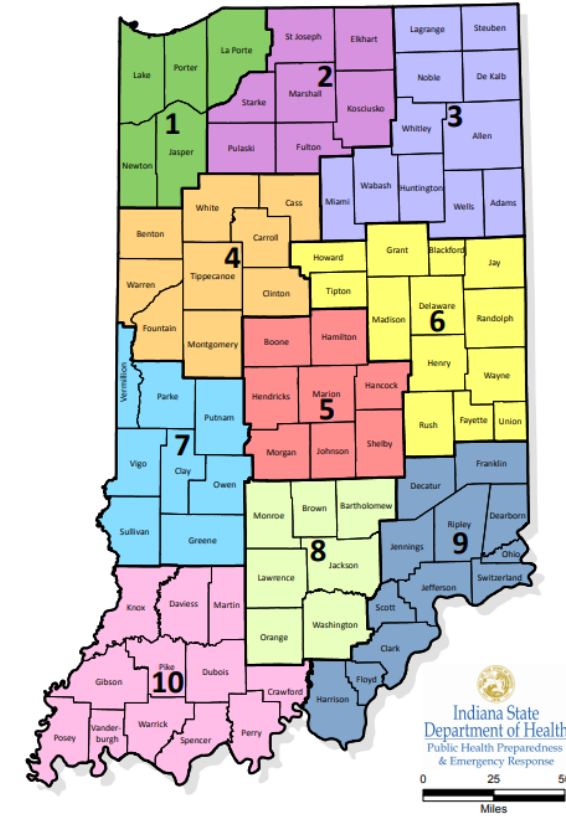 St Joseph
Elkhart
Lagrange
Steuben
La Porte
Lake
Porter
2
Noble
De Kalb
Starke
Marshall
Kosciusko
1
3
Whitley
Allen
Newton
Jasper
Pulaski
Fulton
Miami
Wabash
Huntington
Wells
Adams
White
Cass
Benton
Carroll
4
Howard
Grant
Blackford
Jay
Warren
Tippecanoe
Clinton
Tipton
Madison
Delaware
6
Randolph
Fountain
Montgomery
Boone
Hamilton
Henry
Wayne
Vermillion
Parke
Putnam
Hendricks
Marion
5
Hancock
Rush
Fayette
Union
7
Vigo
Clay
Owen
Morgan
Johnson
Shelby
Sullivan
Greene
Monroe
Brown
Bartholomew
Decatur
Franklin
Ripley
Dearborn
8
Jackson
Jennings
9
Ohio
Lawrence
Jefferson
Switzerland
Knox
Daviess
Martin
Orange
Washington
Scott
Clark
Gibson
Pike
10
Dubois
Crawford
Floyd
Harrison
Posey
Vander-
burgh
Warrick
Spencer
Perry
Indiana State
Department of Health
Public Health Preparedness
& Emergency Response
0 25 50
Miles